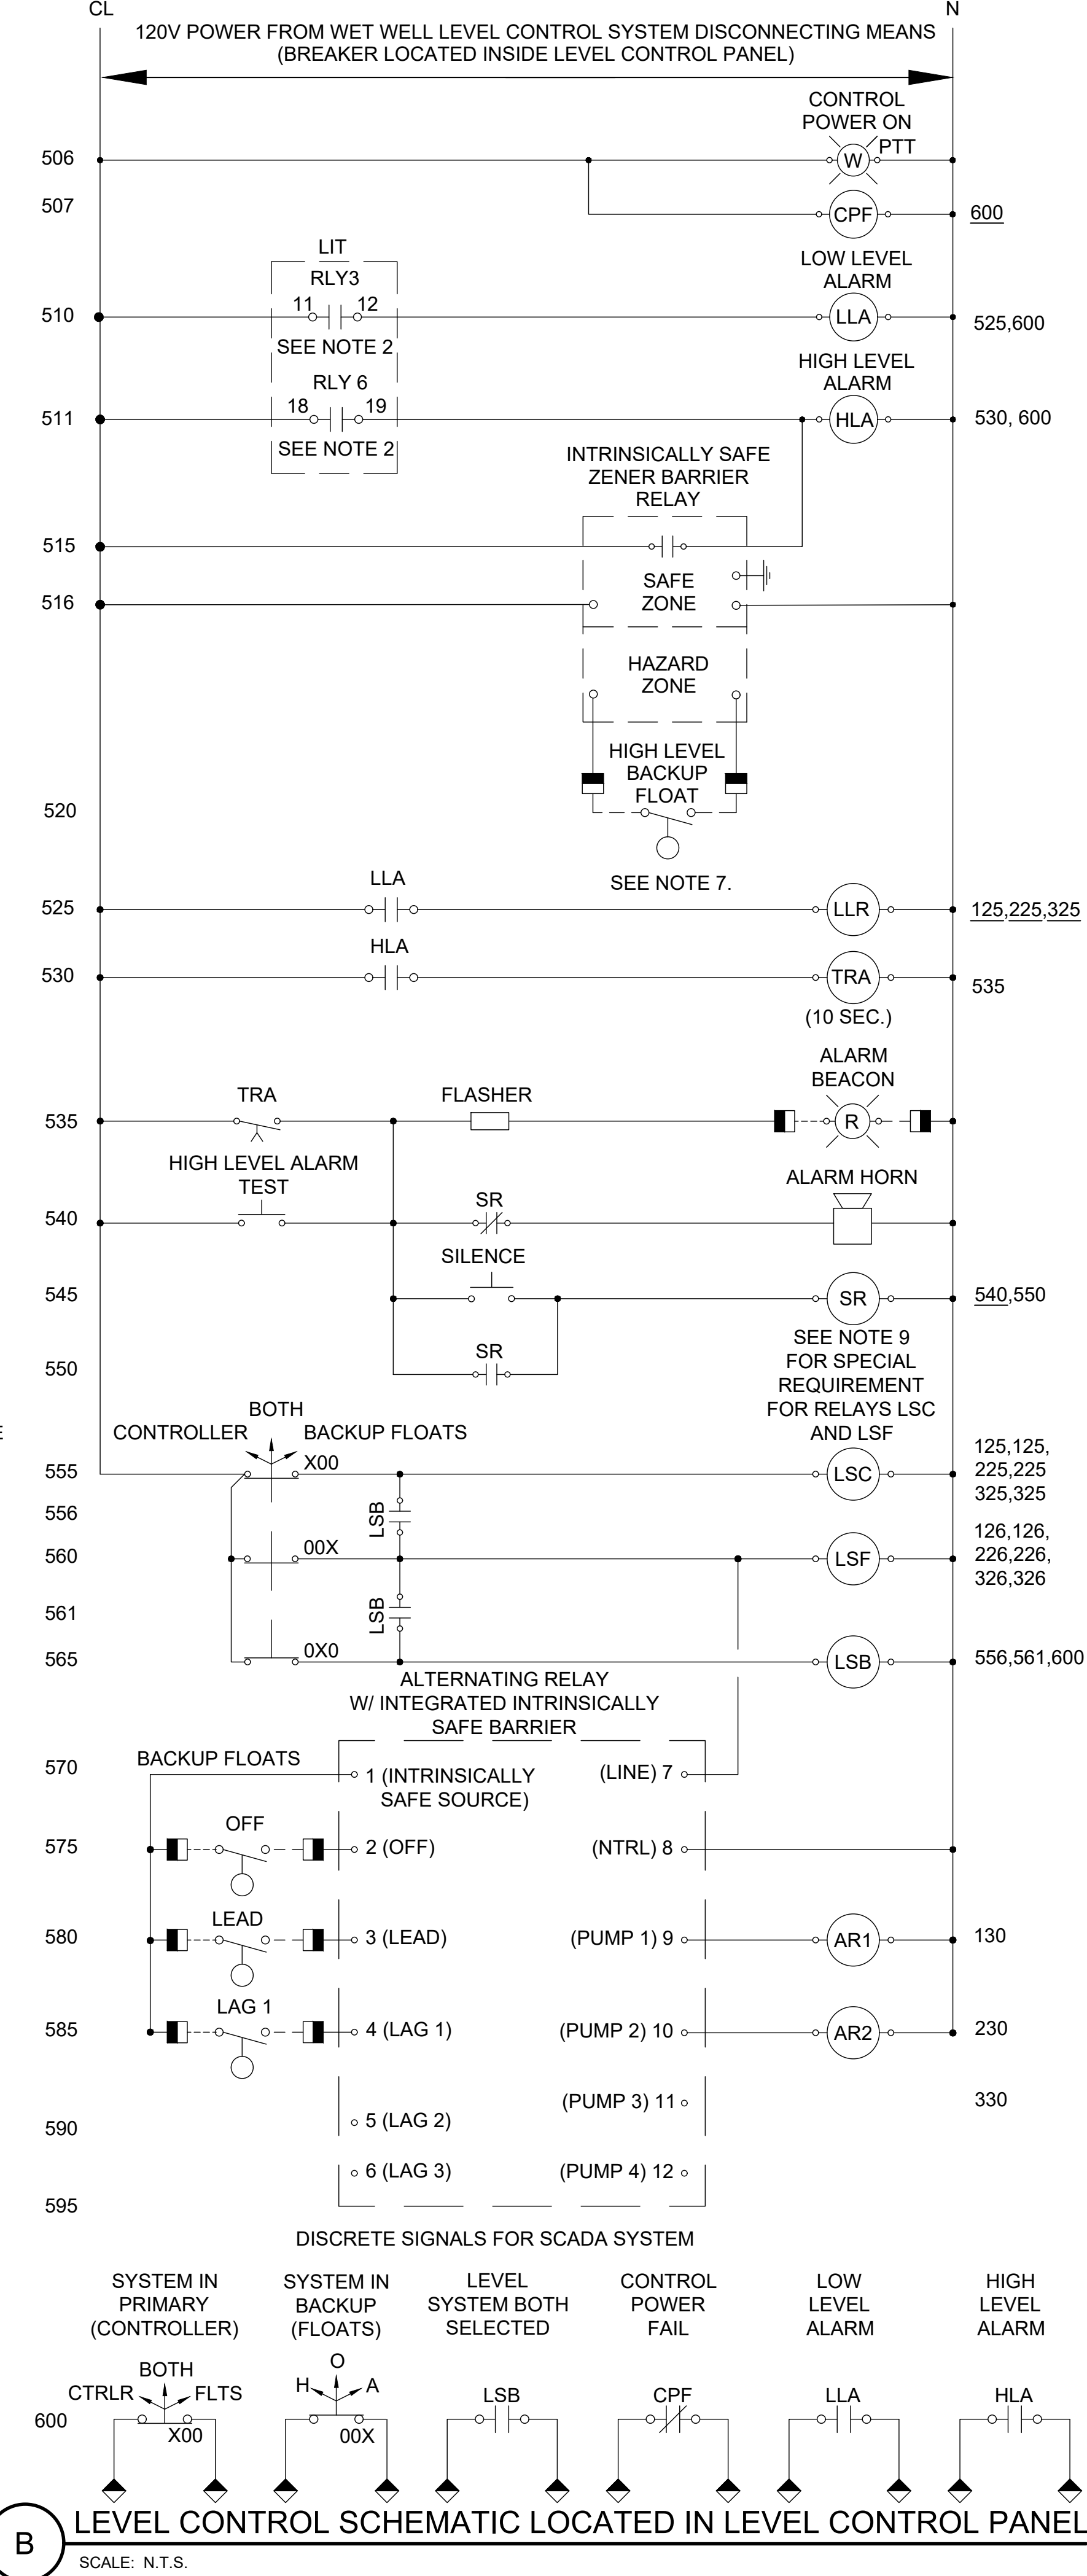 CL
N
120V POWER FROM WET WELL LEVEL CONTROL SYSTEM DISCONNECTING MEANS
(BREAKER LOCATED INSIDE LEVEL CONTROL PANEL)
CONTROL
POWER ON
506
W
PTT
507
CPF
600
LIT
RLY3
LOW LEVEL
ALARM
510
11
12
LLA
525,600
SEE NOTE 2
HIGH LEVEL
ALARM
RLY 6
511
18
19
HLA
530, 600
SEE NOTE 2
INTRINSICALLY SAFE
ZENER BARRIER
RELAY
515
516
SAFE
ZONE
HAZARD
ZONE
HIGH LEVEL
BACKUP
FLOAT
520
SEE NOTE 7.
LLA
525
LLR
125,225,325
HLA
530
TRA
535
(10 SEC.)
ALARM
BEACON
TRA
FLASHER
535
R
HIGH LEVEL ALARM
TEST
ALARM HORN
540
SR
SILENCE
545
SR
540,550
SEE NOTE 9
FOR SPECIAL
REQUIREMENT
FOR RELAYS LSC
AND LSF
550
SR
BOTH
CONTROLLER
BACKUP FLOATS
E
555
X00
LSC
125,125,
225,225
325,325
556
LSB
560
00X
LSF
126,126,
226,226,
326,326
561
LSB
565
0X0
LSB
556,561,600
ALTERNATING RELAY
W/ INTEGRATED INTRINSICALLY
SAFE BARRIER
570
BACKUP FLOATS
1 (INTRINSICALLY
SAFE SOURCE)
(LINE) 7
575
OFF
2 (OFF)
(NTRL) 8
580
LEAD
3 (LEAD)
(PUMP 1) 9
AR1
130
585
LAG 1
4 (LAG 1)
(PUMP 2) 10
AR2
230
(PUMP 3) 11
330
590
5 (LAG 2)
6 (LAG 3)
(PUMP 4) 12
595
DISCRETE SIGNALS FOR SCADA SYSTEM
SYSTEM IN
PRIMARY
(CONTROLLER)
SYSTEM IN
BACKUP
(FLOATS)
LEVEL
SYSTEM BOTH
SELECTED
CONTROL
POWER
FAIL
LOW
LEVEL
ALARM
HIGH
LEVEL
ALARM
BOTH
CTRLR
FLTS
X00
O
H
A
00X
LSB
CPF
LLA
HLA
600
B
LEVEL CONTROL SCHEMATIC LOCATED IN LEVEL CONTROL PANEL
SCALE: N.T.S.